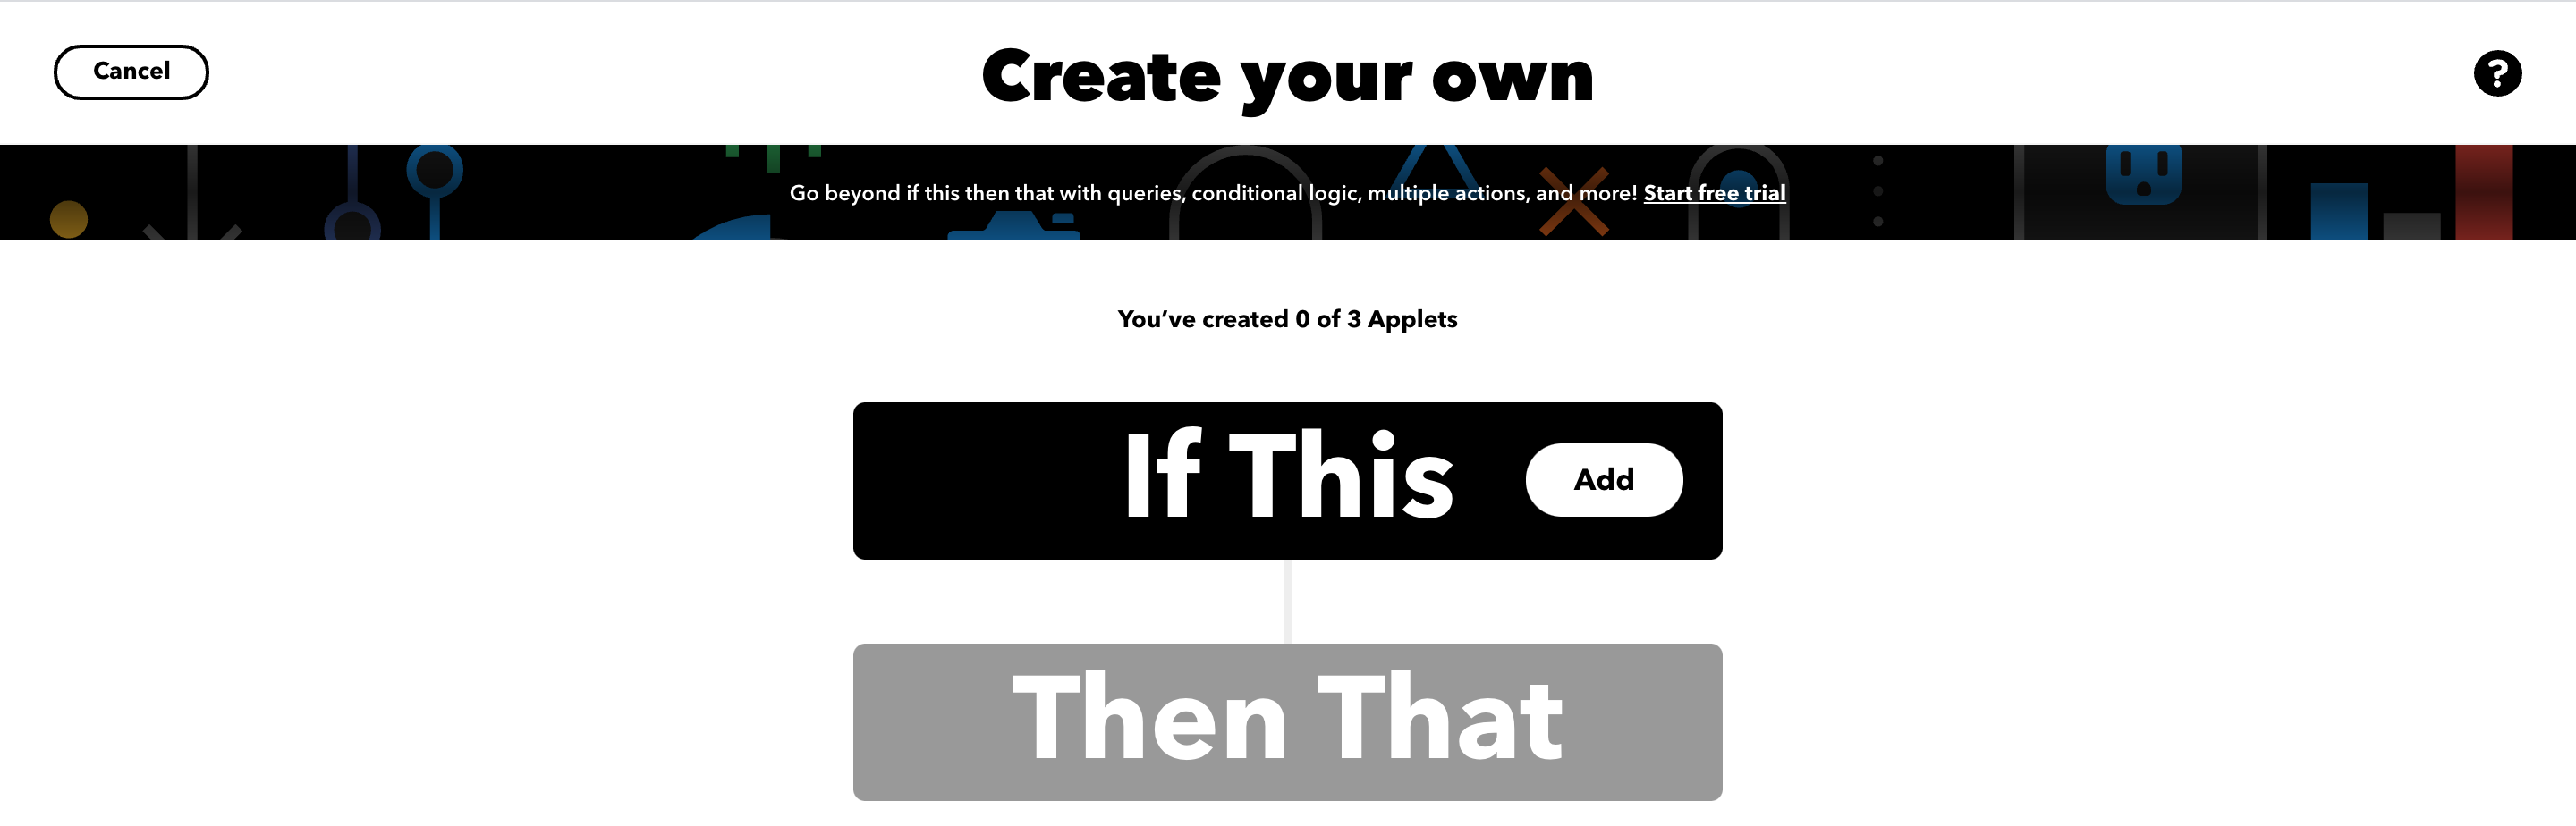 Cancel
Create your own
?
Go beyond if this then that with queries, conditional logic, multiple actions, and more! Start free trial
You’ve created 0 of 3 Applets
If This
Add
Then That